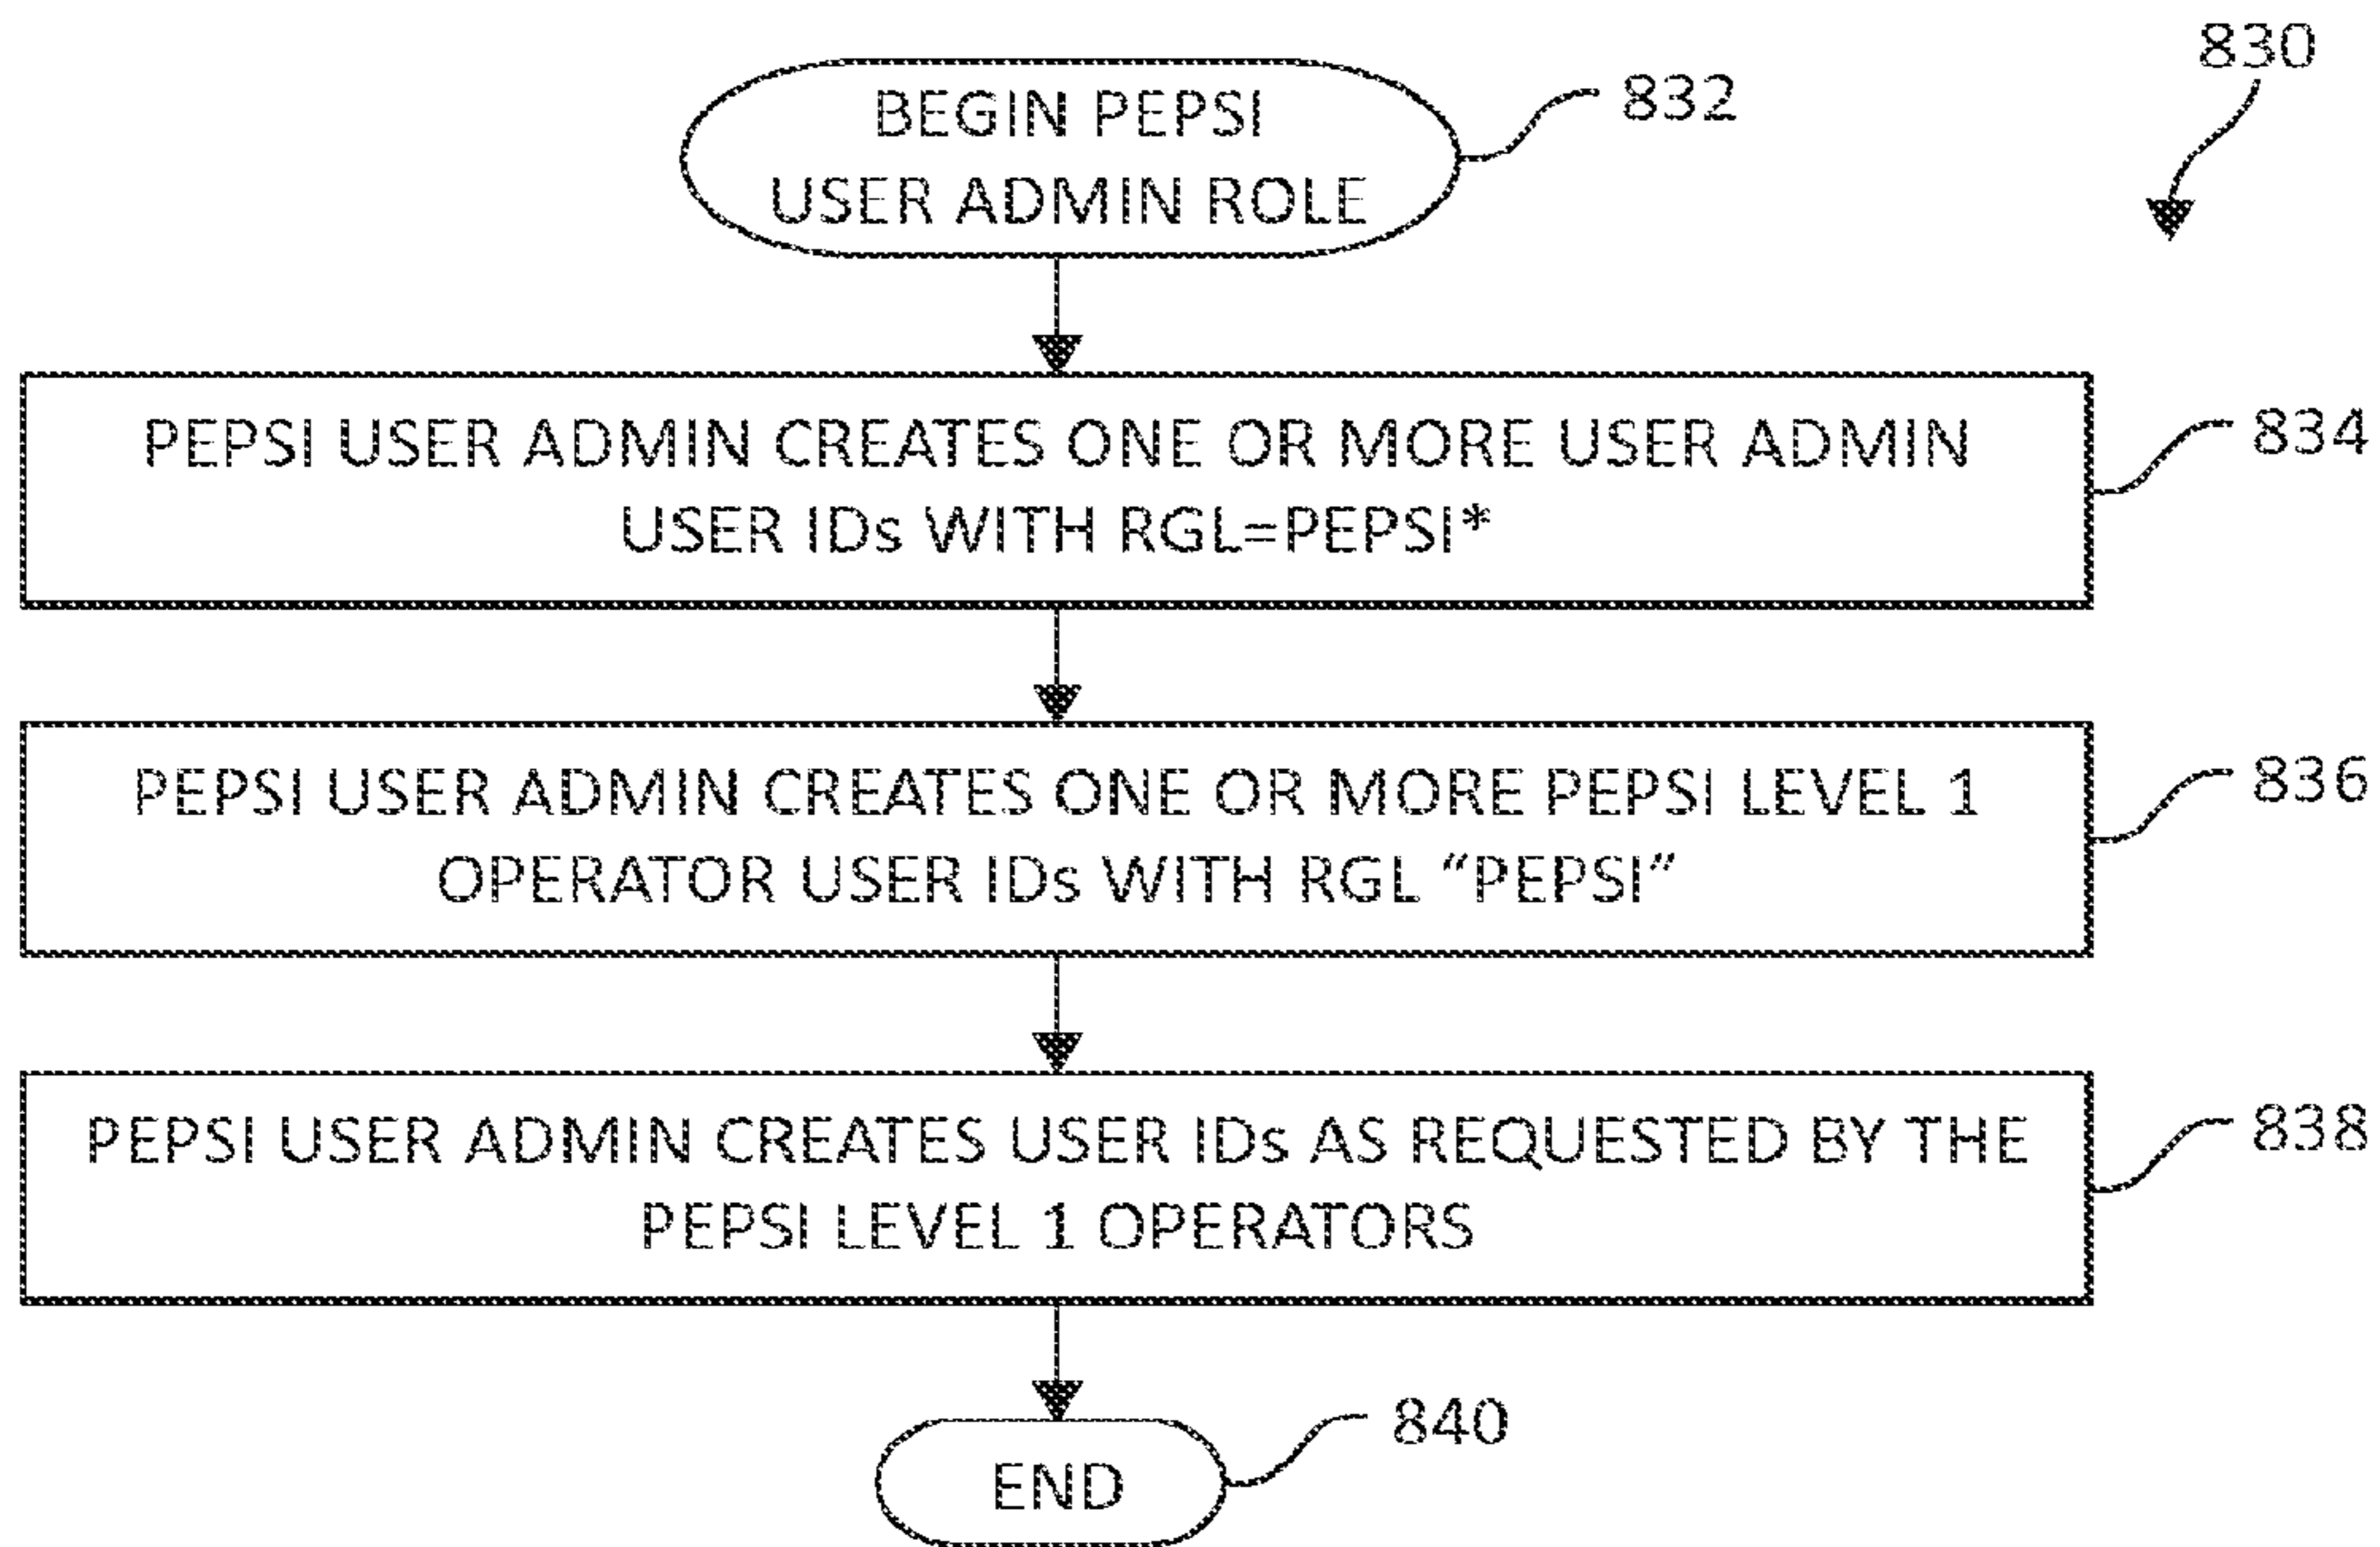 830
BEGIN PEPSI
USER ADMIN ROLE
832
PEPSI USER ADMIN CREATES ONE OR MORE USER ADMIN
USER IDs WITH RGL=PEPSI*
834
PEPSI USER ADMIN CREATES ONE OR MORE PEPSI LEVEL 1
OPERATOR USER IDs WITH RGL “PEPSI”
836
PEPSI USER ADMIN CREATES USER IDs AS REQUESTED BY THE
PEPSI LEVEL 1 OPERATORS
838
END
840